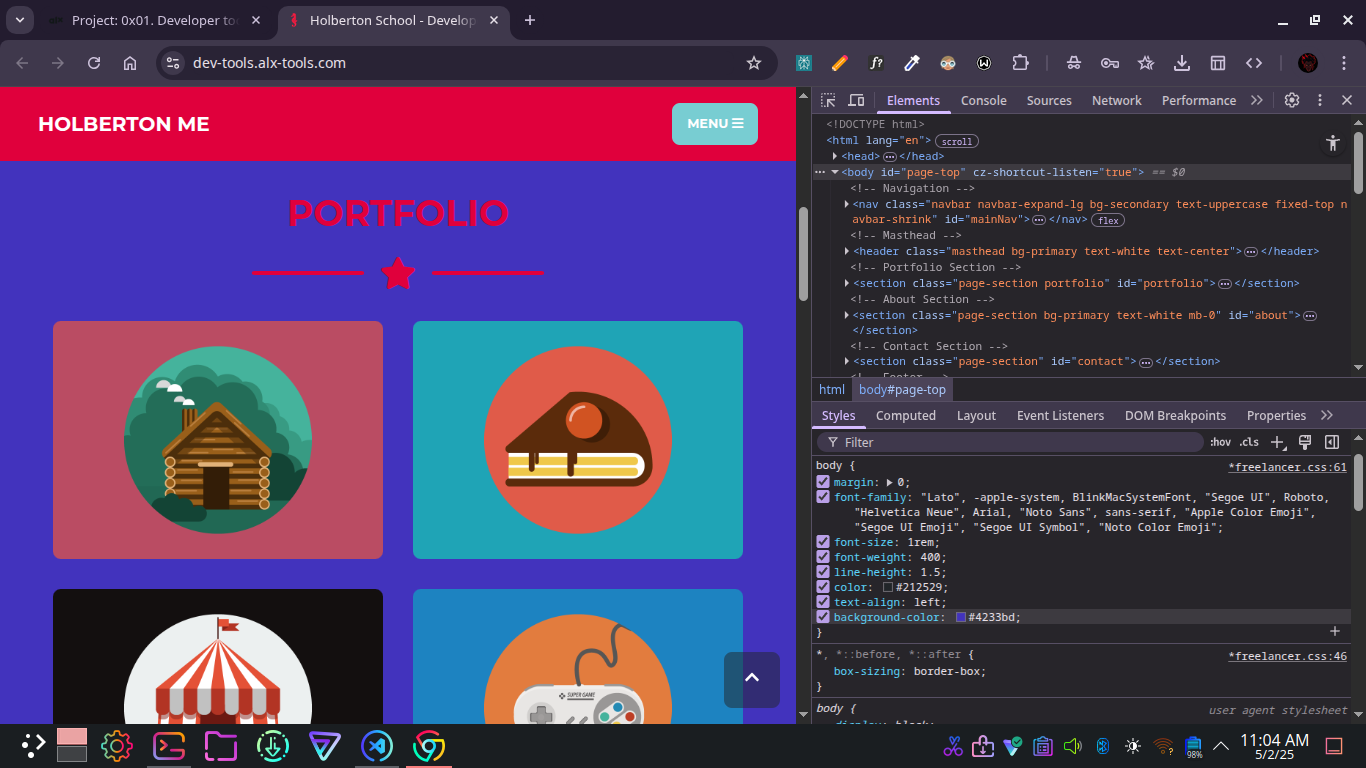 Project: 0x01. Developer to
Holberton School - Develop
dev-tools.alx-tools.com
HOLBERTON ME
MENU
PORTFOLIO
SUPER GAME
Elements
Console
Sources
Network
Performance
<!DOCTYPE html>
<html lang="en"> scroll
<head> </head>
<body id="page-top" cz-shortcut-listen="true"> == $0
<!-- Navigation -->
<nav class="navbar navbar-expand-lg bg-secondary text-uppercase fixed-top n
avbar-shrink" id="mainNav"> </nav> flex
<!-- Masthead -->
<header class="masthead bg-primary text-white text-center"> </header>
<!-- Portfolio Section -->
<section class="page-section portfolio" id="portfolio"> </section>
<!-- About Section -->
<section class="page-section bg-primary text-white mb-0" id="about">
</section>
<!-- Contact Section -->
<section class="page-section" id="contact"> </section>
<!-- Footer -->
html
body#page-top
Styles
Computed
Layout
Event Listeners
DOM Breakpoints
Properties
Filter
:hov .cls
body {
*freelancer.css:61
margin: 0;
font-family: "Lato", -apple-system, BlinkMacSystemFont, "Segoe UI", Roboto,
"Helvetica Neue", Arial, "Noto Sans", sans-serif, "Apple Color Emoji",
"Segoe UI Emoji", "Segoe UI Symbol", "Noto Color Emoji";
font-size: 1rem;
font-weight: 400;
line-height: 1.5;
color: #212529;
text-align: left;
background-color: #4233bd;
}
*, *::before, *::after {
*freelancer.css:46
box-sizing: border-box;
}
body {
user agent stylesheet
display: block;
98%
11:04 AM
5/2/25